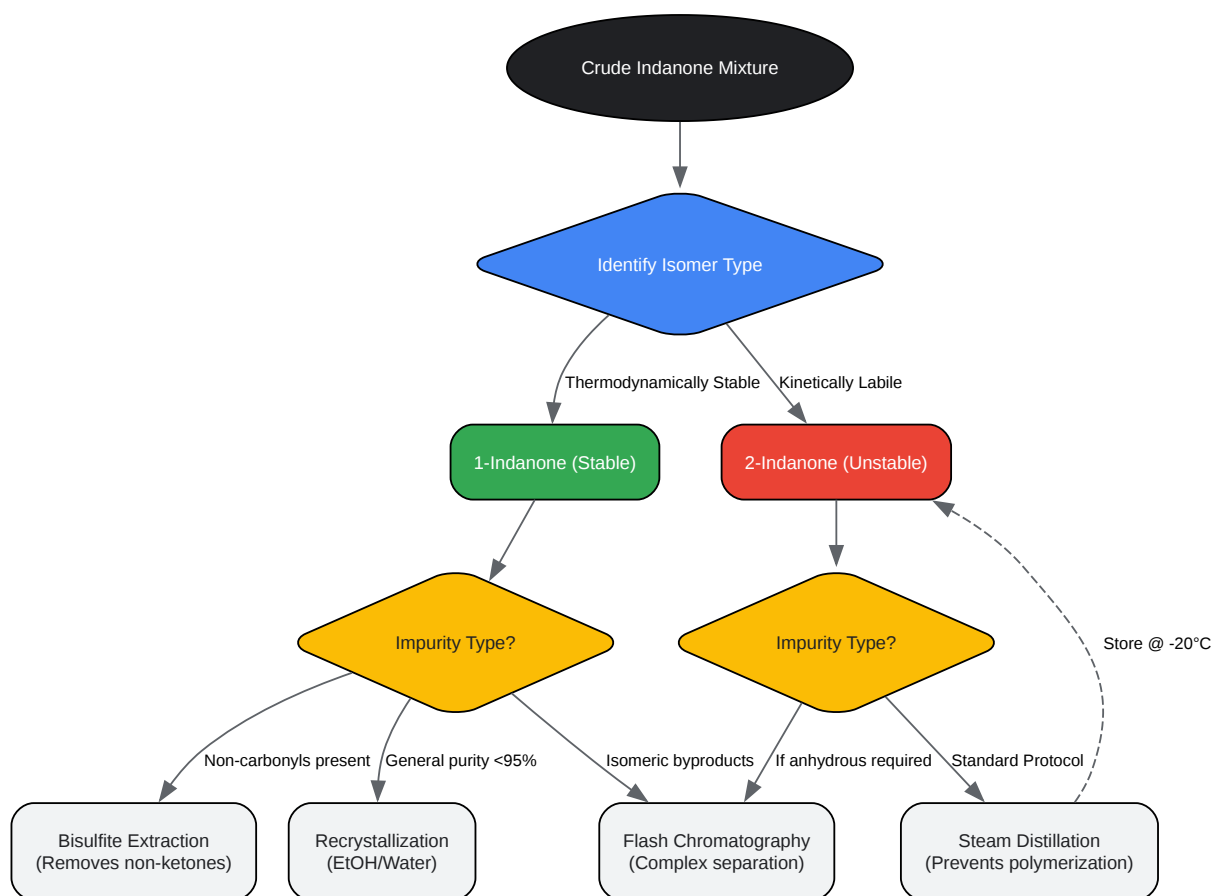 Crude Indanone Mixture
Identify Isomer Type
Thermodynamically Stable
Kinetically Labile
1-Indanone (Stable)
2-Indanone (Unstable)
Impurity Type?
Impurity Type?
Store @ -20°C
Non-carbonyls present
General purity <95%
Isomeric byproducts
If anhydrous required
Standard Protocol
Bisulfite Extraction
(Removes non-ketones)
Recrystallization
(EtOH/Water)
Flash Chromatography
(Complex separation)
Steam Distillation
(Prevents polymerization)